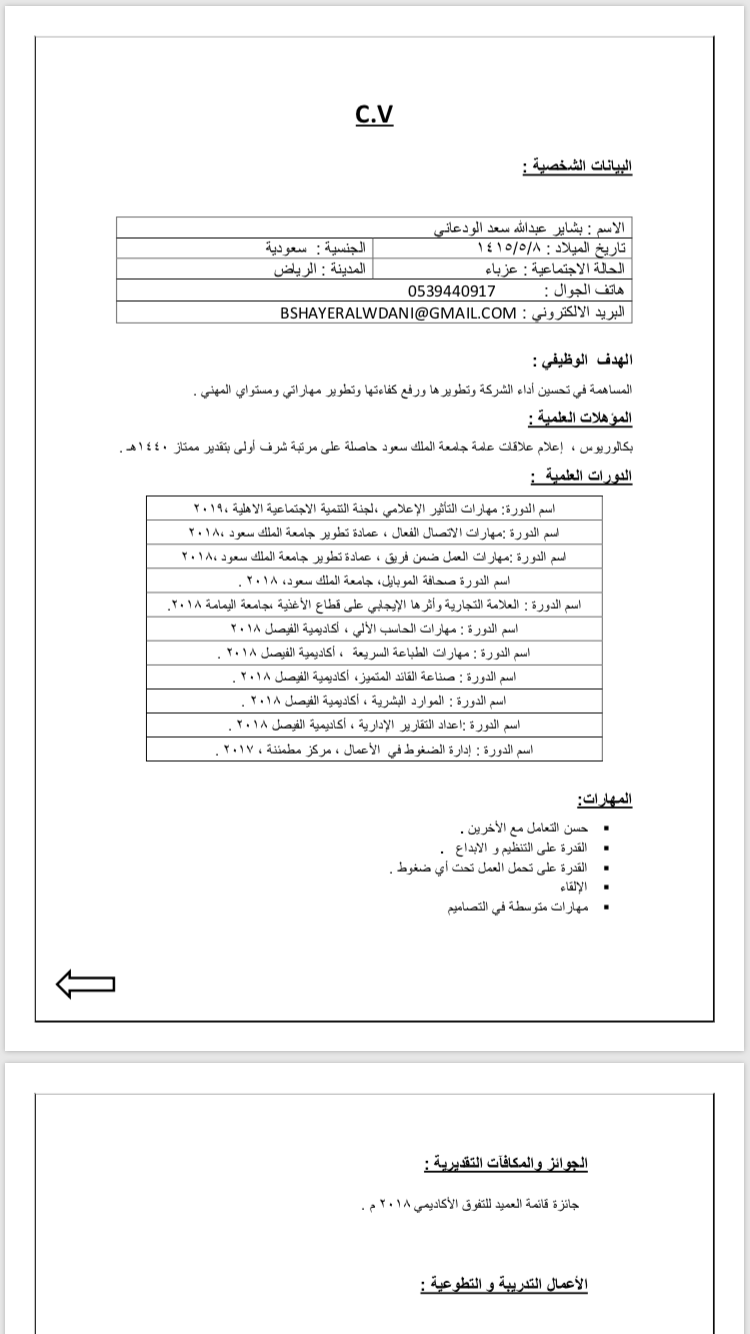 C.V
البيانات الشخصية :
الاسم : بشاير عبدالله سعد الودعاني
تاريخ الميلاد : ١٤١٥/٥/٨ الجنسية : سعودية
الحالة الاجتماعية : عزباء المدينة : الرياض
هاتف الجوال : 0539440917
البريد الالكتروني : BSHAYERALWDANI@GMAIL.COM
الهدف الوظيفي :
المساهمة في تحسين أداء الشركة وتطويرها ورفع كفاءتها وتطوير مهاراتي ومستواي المهني .
المؤهلات العلمية :
بكالوريوس ، إعلام علاقات عامة جامعة الملك سعود حاصلة على مرتبة شرف أولى بتقدير ممتاز ١٤٤٠هـ .
الدورات العلمية :
اسم الدورة: مهارات التأثير الإعلامي ،لجنة التنمية الاجتماعية الاهلية ،٢٠١٩
اسم الدورة :مهارات الاتصال الفعال ، عمادة تطوير جامعة الملك سعود ،٢٠١٨
اسم الدورة :مهارات العمل ضمن فريق ، عمادة تطوير جامعة الملك سعود ،٢٠١٨
اسم الدورة صحافة الموبايل، جامعة الملك سعود، ٢٠١٨ .
اسم الدورة : العلامة التجارية وأثرها الإيجابي على قطاع الأغذية ،جامعة اليمامة ٢٠١٨.
اسم الدورة : مهارات الحاسب الألي ، أكاديمية الفيصل ٢٠١٨
اسم الدورة : مهارات الطباعة السريعة ، أكاديمية الفيصل ٢٠١٨ .
اسم الدورة : صناعة القائد المتميز، أكاديمية الفيصل ٢٠١٨ .
اسم الدورة : الموارد البشرية ، أكاديمية الفيصل ٢٠١٨ .
اسم الدورة :اعداد التقارير الإدارية ، أكاديمية الفيصل ٢٠١٨ .
اسم الدورة : إدارة الضغوط في الأعمال ، مركز مطمئنة ، ٢٠١٧ .
المهارات:
▪ حسن التعامل مع الأخرين .
▪ القدرة على التنظيم و الابداع .
▪ القدرة على تحمل العمل تحت أي ضغوط .
▪ الإلقاء
▪ مهارات متوسطة في التصاميم
الجوائز والمكافآت التقديرية :
جائزة قائمة العميد للتفوق الأكاديمي ٢٠١٨ م .
الأعمال التدريبة و التطوعية :